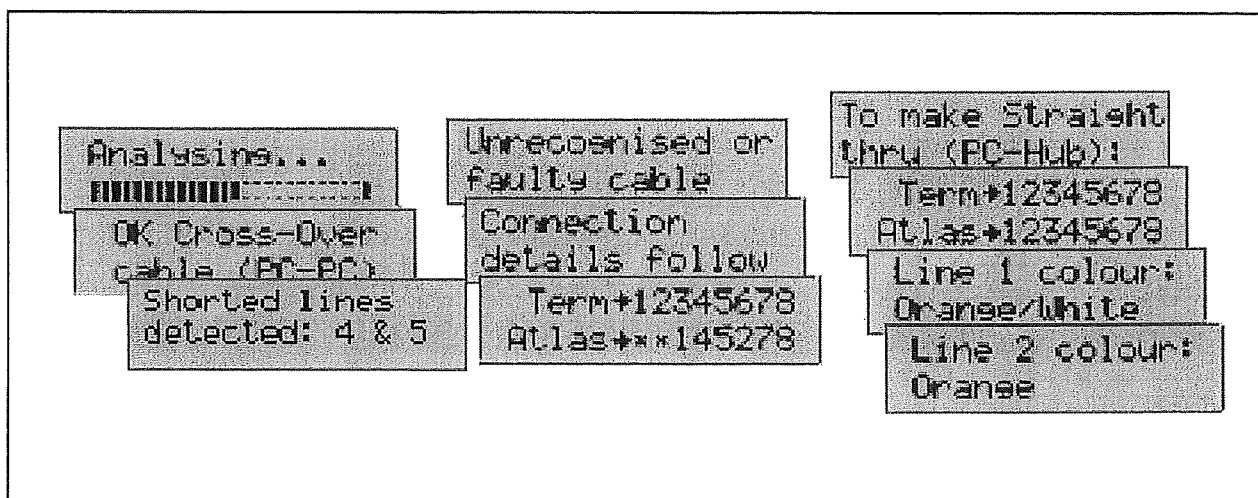 Analysing...
OK Cross-Over
cable (PC-PC)
Shorted lines
detected: 4 & 5
Unrecognised or
faulty cable
Connection
details follow
Term→12345678
Atlas→**145278
To make Straight
thru (PC-Hub):
Term→12345678
Atlas→12345678
Line 1 colour:
Orange/White
Line 2 colour:
Orange